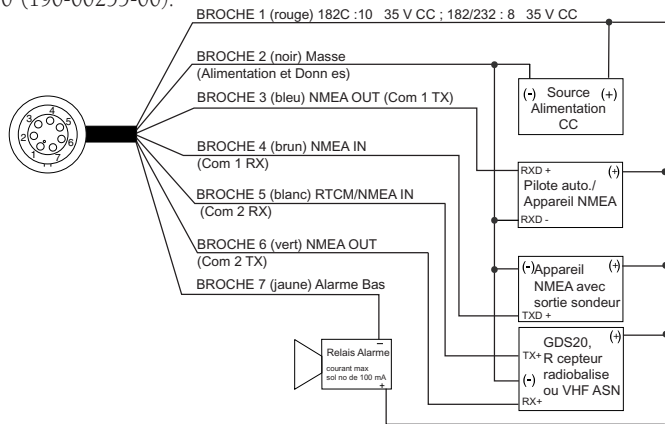 0 (190-00255-00).
BROCHE 1 (rouge) 182C :10 35 V CC ; 182/232 : 8 35 V CC
BROCHE 2 (noir) Masse
(Alimentation et Donn es)
BROCHE 3 (bleu) NMEA OUT (Com 1 TX)
BROCHE 4 (brun) NMEA IN
(Com 1 RX)
BROCHE 5 (blanc) RTCM/NMEA IN
(Com 2 RX)
BROCHE 6 (vert) NMEA OUT
(Com 2 TX)
BROCHE 7 (jaune) Alarme Bas
1
2
3
4
5
6
7
(-) Source (+)
Alimentation
CC
RXD + (+)
Pilote auto./
Appareil NMEA
RXD -
(-) Appareil (+)
NMEA avec
sortie sondeur
TXD +
GDS20, (+)
TX+ R cepteur
radiobalise
(-) ou VHF ASN
RX+
–
Relais Alarme
courant max
sol no de 100 mA
+